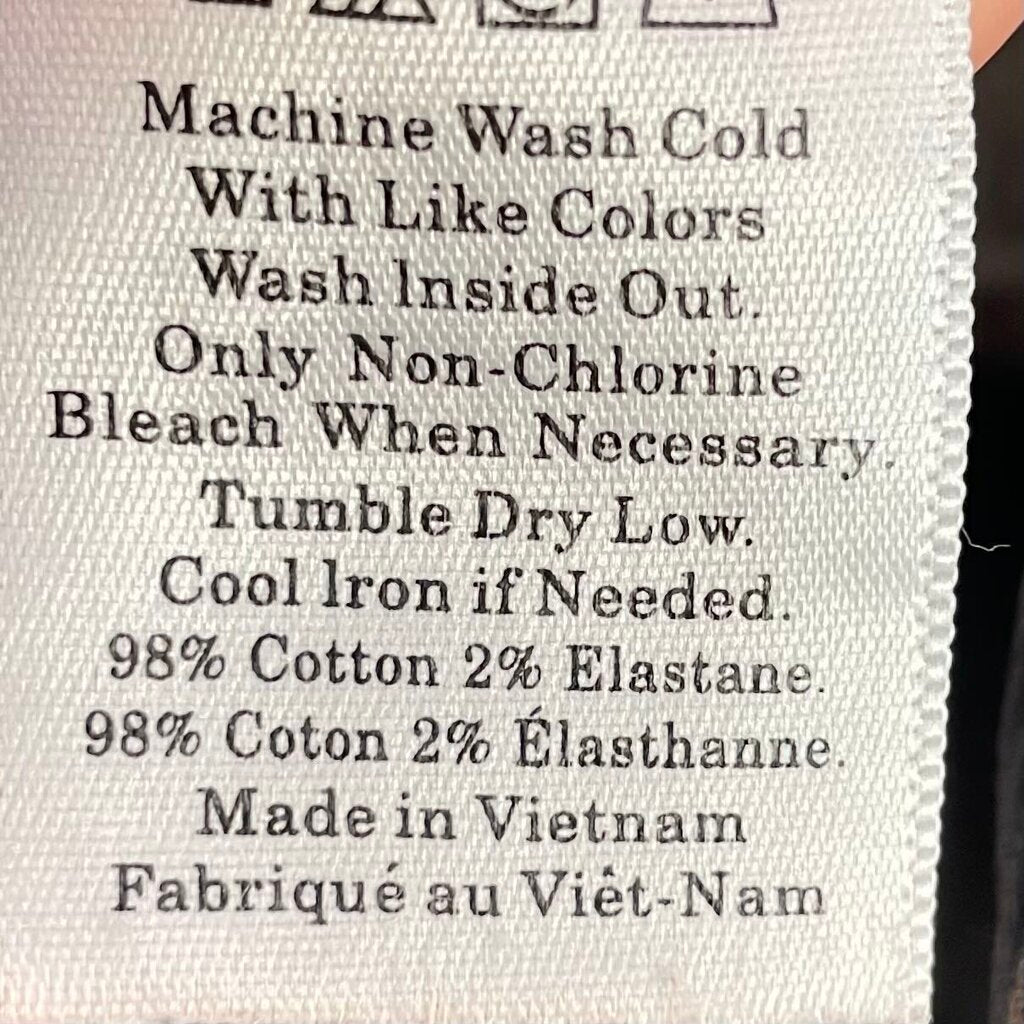 Machine Wash Cold
With Like Colors
Wash Inside Out.
Only Non-Chlorine
Bleach When Necessary.
Tumble Dry Low.
Cool Iron if Needed.
98% Cotton 2% Elastane.
98% Coton 2% Élasthanne.
Made in Vietnam
Fabriqué au Viêt-Nam